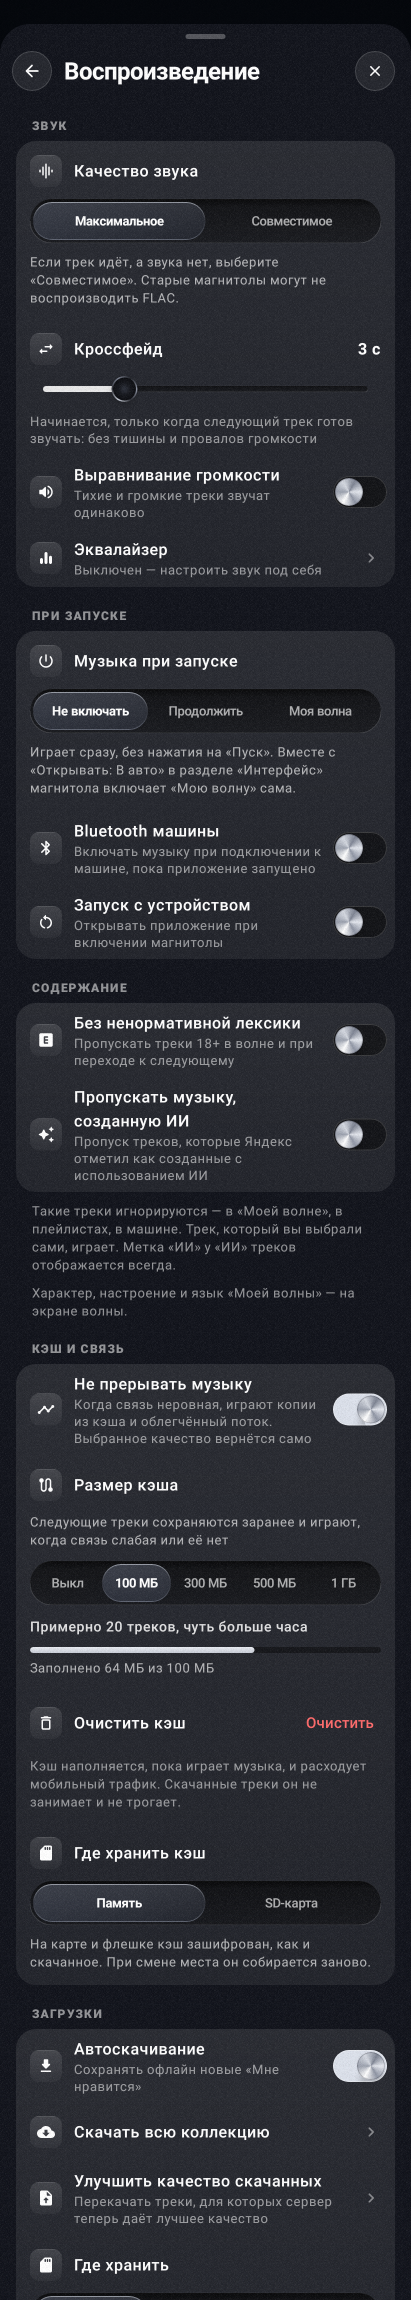 Воспроизведение
ЗВУК
Качество звука
Максимальное
Совместимое
Если трек идёт, а звука нет, выберите
«Совместимое». Старые магнитолы могут не
воспроизводить FLAC.
Кроссфейд
3 с
Начинается, только когда следующий трек готов
звучать: без тишины и провалов громкости
Выравнивание громкости
Тихие и громкие треки звучат
одинаково
Эквалайзер
Выключен — настроить звук под себя
ПРИ ЗАПУСКЕ
Музыка при запуске
Не включать
Продолжить
Моя волна
Играет сразу, без нажатия на «Пуск». Вместе с
«Открывать: В авто» в разделе «Интерфейс»
магнитола включает «Мою волну» сама.
Bluetooth машины
Включать музыку при подключении к
машине, пока приложение запущено
Запуск с устройством
Открывать приложение при
включении магнитолы
СОДЕРЖАНИЕ
E
Без ненормативной лексики
Пропускать треки 18+ в волне и при
переходе к следующему
Пропускать музыку,
созданную ИИ
Пропуск треков, которые Яндекс
отметил как созданные с
использованием ИИ
Такие треки игнорируются — в «Моей волне», в
плейлистах, в машине. Трек, который вы выбрали
сами, играет. Метка «ИИ» у «ИИ» треков
отображается всегда.
Характер, настроение и язык «Моей волны» — на
экране волны.
КЭШ И СВЯЗЬ
Не прерывать музыку
Когда связь неровная, играют копии
из кэша и облегчённый поток.
Выбранное качество вернётся само
Размер кэша
Следующие треки сохраняются заранее и играют,
когда связь слабая или её нет
Выкл
100 МБ
300 МБ
500 МБ
1 ГБ
Примерно 20 треков, чуть больше часа
Заполнено 64 МБ из 100 МБ
Очистить кэш
Очистить
Кэш наполняется, пока играет музыка, и расходует
мобильный трафик. Скачанные треки он не
занимает и не трогает.
Где хранить кэш
Память
SD-карта
На карте и флешке кэш зашифрован, как и
скачанное. При смене места он собирается заново.
ЗАГРУЗКИ
Автоскачивание
Сохранять офлайн новые «Мне
нравится»
Скачать всю коллекцию
Улучшить качество скачанных
Перекачать треки, для которых сервер
теперь даёт лучшее качество
Где хранить